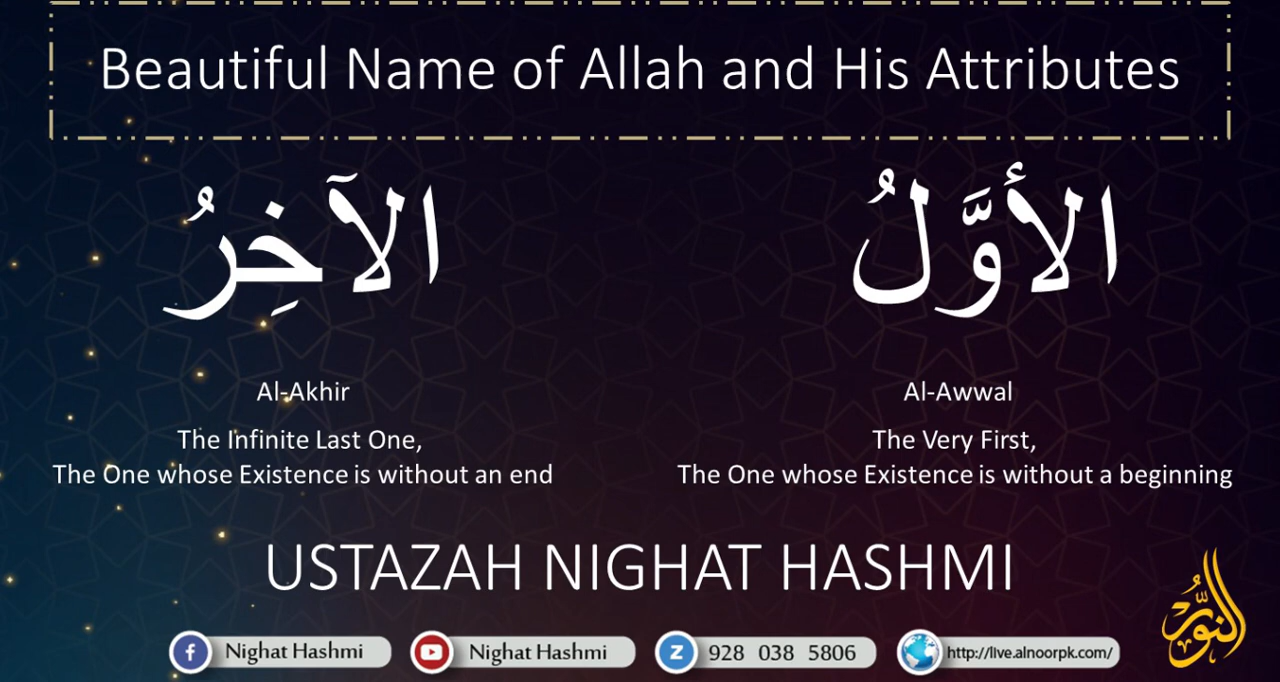 Beautiful Name of Allah and His Attributes
الأَوَّلُ
الآخِرُ
Al-Akhir
The Infinite Last One,
The One whose Existence is without an end
Al-Awwal
The Very First,
The One whose Existence is without a beginning
USTAZAH NIGHAT HASHMI
Nighat Hashmi
Nighat Hashmi
928 038 5806
http://live.alnoorpk.com/
النور